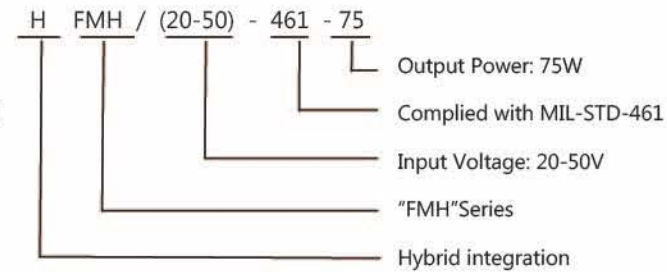 H FMH / (20-50) - 461 - 75
Output Power: 75W
Complied with MIL-STD-461
Input Voltage: 20-50V
"FMH"Series
Hybrid integration